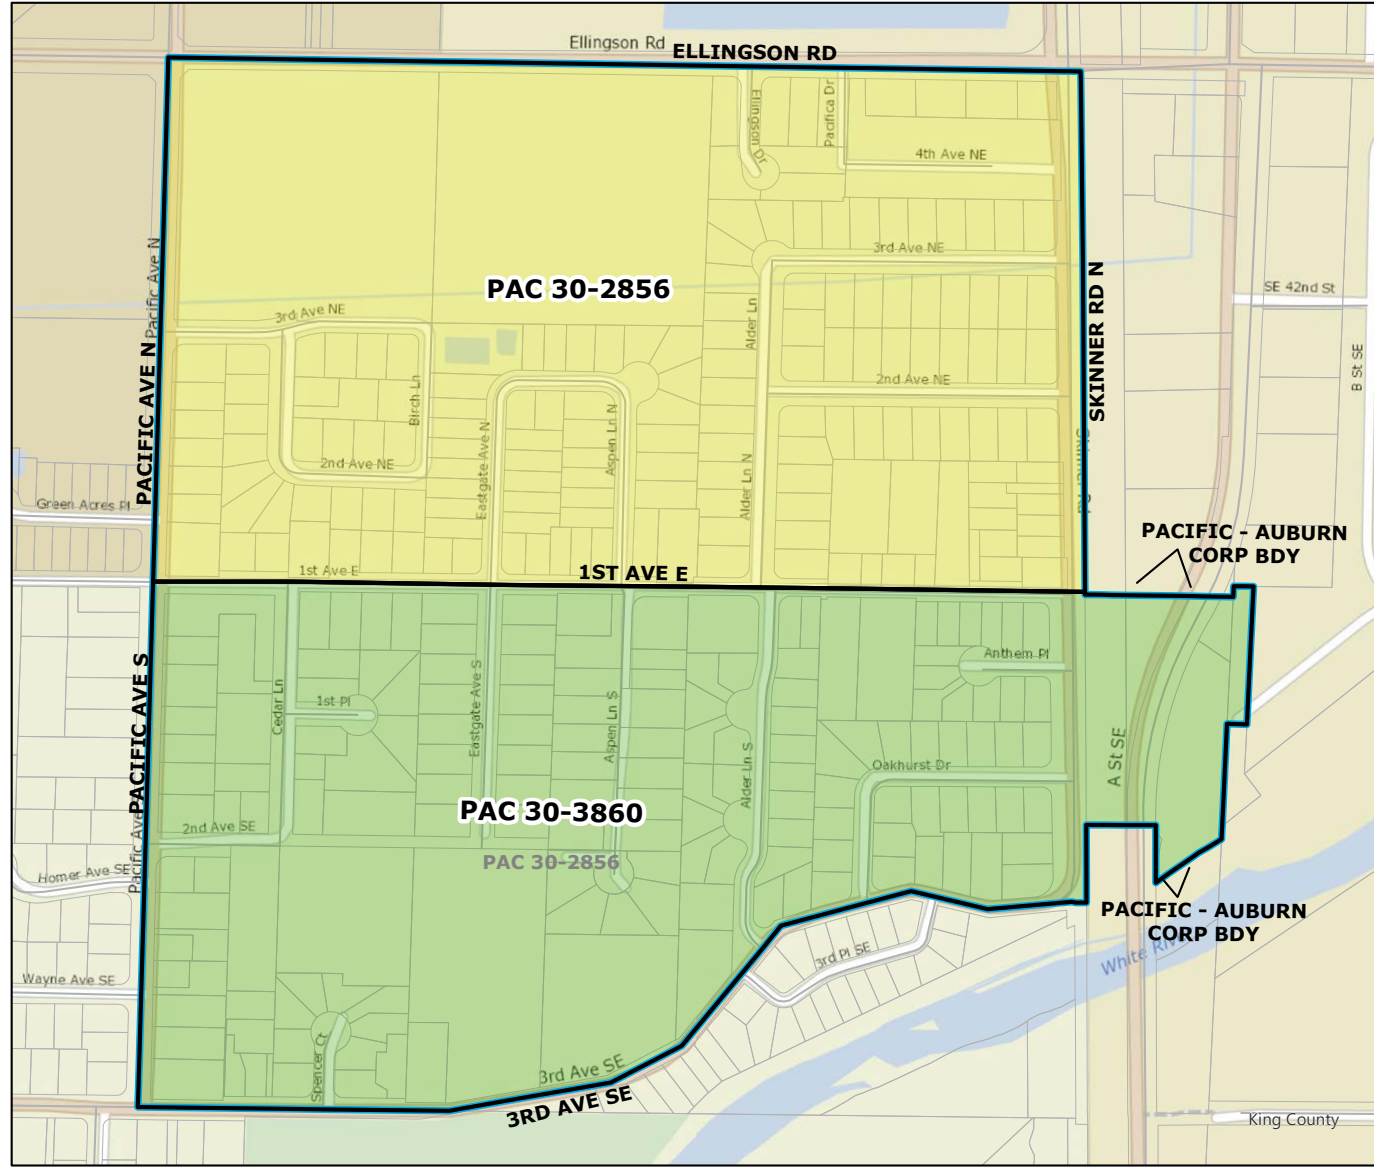 Ellingson Rd
ELLINGSON RD
Ellingson Dr
Pacifica Dr
4th Ave NE
Pacific Ave N
3rd Ave NE
PAC 30-2856
SKINNER RD N
SE 42nd St
3rd Ave NE
Alder Ln
B St SE
PACIFIC AVE N
2nd Ave NE
Birch Ln
Aspen Ln N
Eastgate Ave N
2nd Ave NE
Alder Ln N
Skinner Rd
Green Acres Pl
PACIFIC - AUBURN
CORP BDY
1st Ave E
1ST AVE E
Anthem Pl
PACIFIC AVE S
Cedar Ln
1st Pl
Eastgate Ave S
Aspen Ln S
Alder Ln S
A St SE
Oakhurst Dr
PAC 30-3860
2nd Ave SE
PAC 30-2856
Homer Ave SE
PACIFIC - AUBURN
CORP BDY
3rd Pl SE
Wayne Ave SE
Spencer Ct
3rd Ave SE
3RD AVE SE
King County